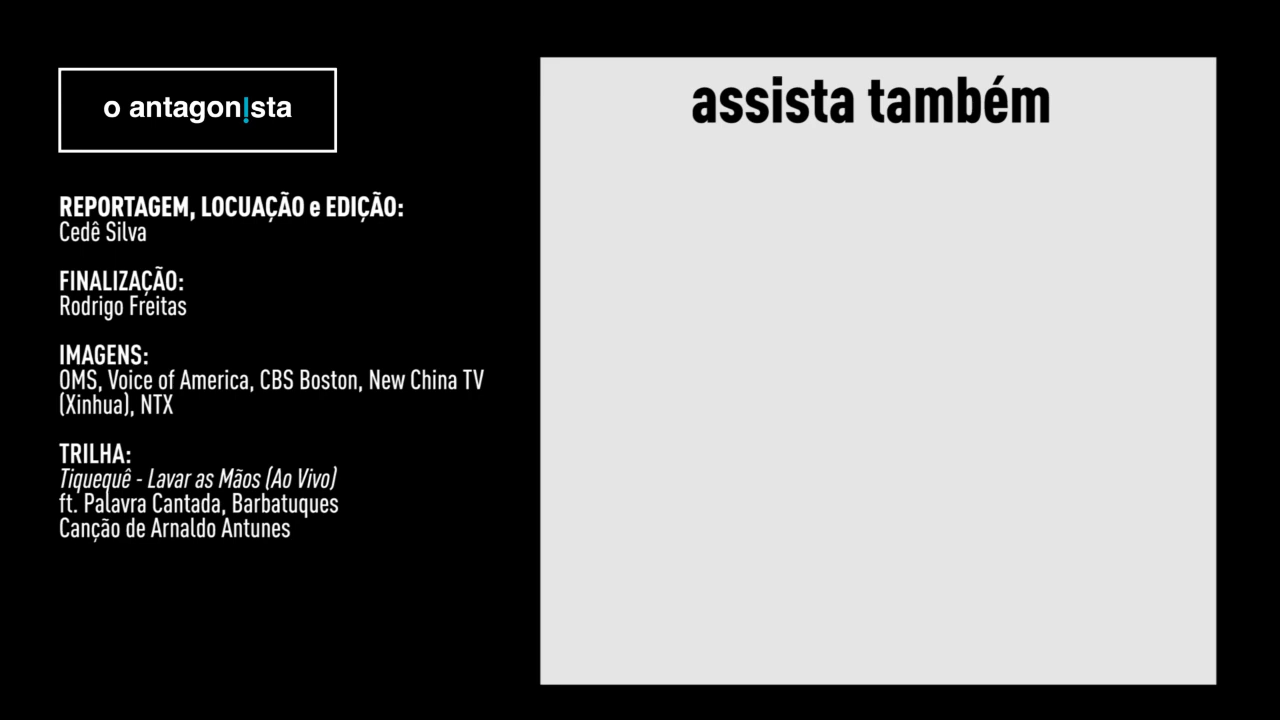 o antagon!sta
REPORTAGEM, LOCUAÇÃO e EDIÇÃO:
Cedê Silva
FINALIZAÇÃO:
Rodrigo Freitas
IMAGENS:
OMS, Voice of America, CBS Boston, New China TV
(Xinhua), NTX
TRILHA:
Tiquequê - Lavar as Mãos (Ao Vivo)
ft. Palavra Cantada, Barbatuques
Canção de Arnaldo Antunes
assista também